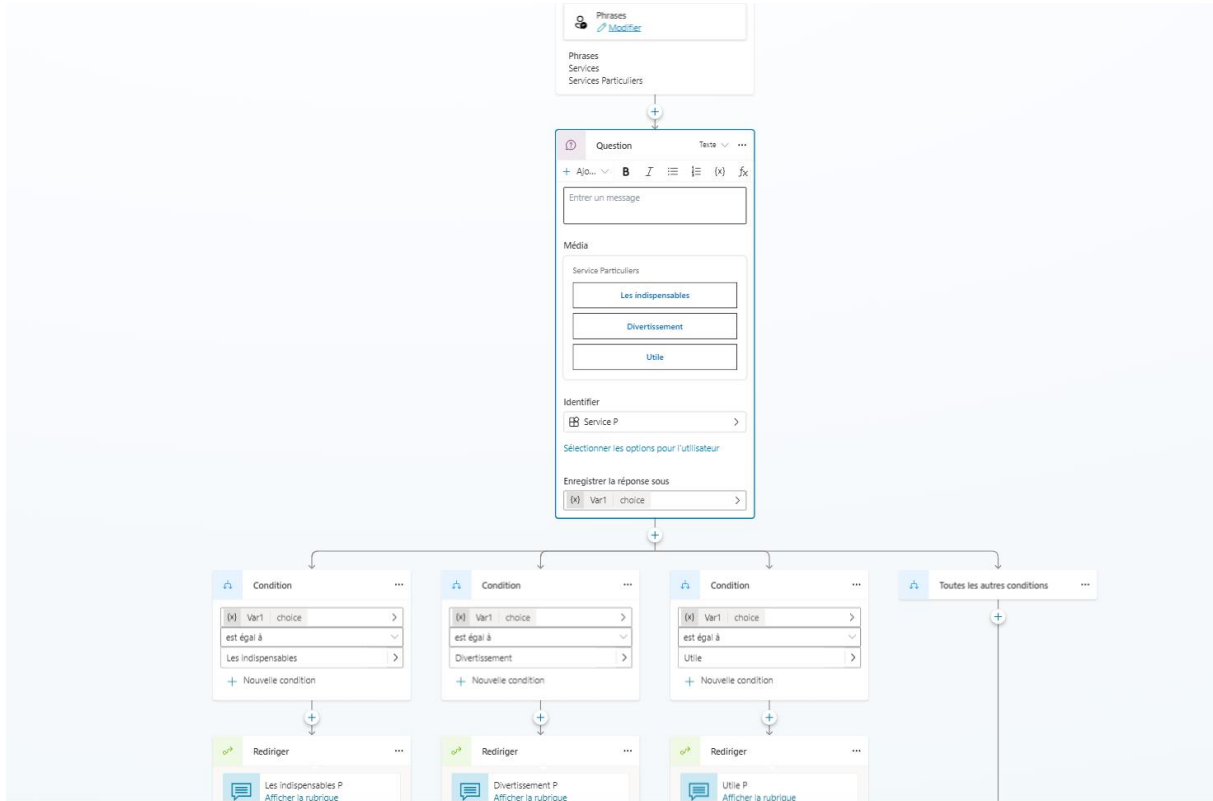 Phrases
Modifier
Phrases
Services
Services Particuliers
Question
Texte
Ajo...
B
I
{x}
fx
Entrer un message
Média
Service Particuliers
Les indispensables
Divertissement
Utile
Identifier
Service P
Sélectionner les options pour l'utilisateur
Enregistrer la réponse sous
{x} Var1 choice
Condition
{x} Var1 choice
est égal à
Les indispensables
Nouvelle condition
Condition
{x} Var1 choice
est égal à
Divertissement
Nouvelle condition
Condition
{x} Var1 choice
est égal à
Utile
Nouvelle condition
Toutes les autres conditions
Rediriger
Les indispensables P
Afficher la rubrique
Rediriger
Divertissement P
Afficher la rubrique
Rediriger
Utile P
Afficher la rubrique